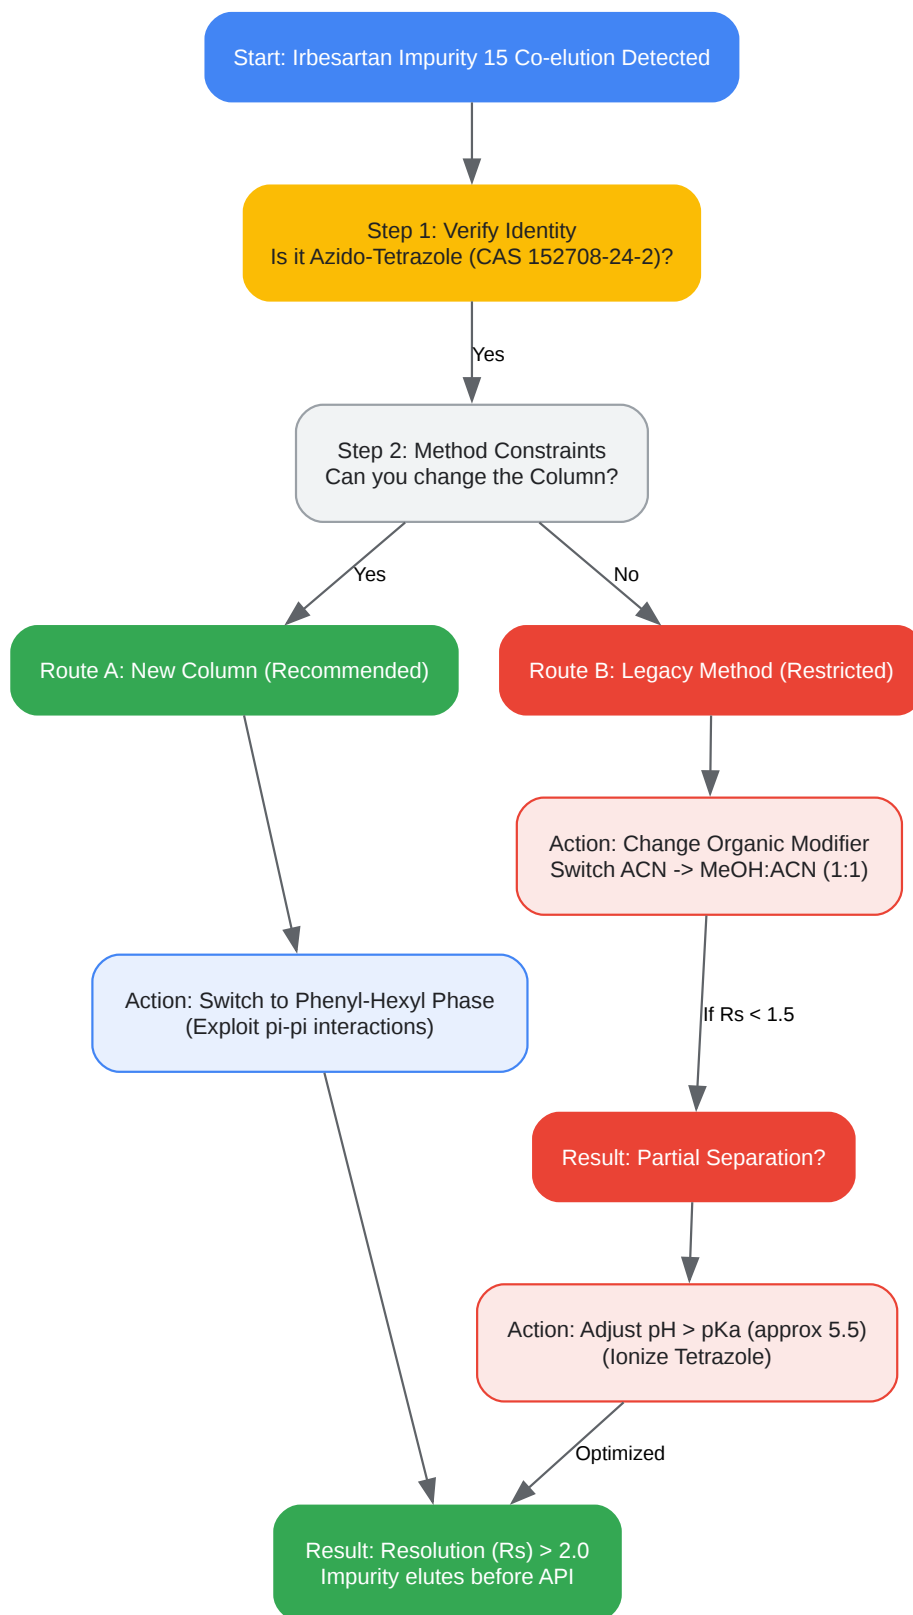 Start: Irbesartan Impurity 15 Co-elution Detected
Step 1: Verify Identity
Is it Azido-Tetrazole (CAS 152708-24-2)?
Yes
Step 2: Method Constraints
Can you change the Column?
Yes
No
Route A: New Column (Recommended)
Route B: Legacy Method (Restricted)
Action: Change Organic Modifier
Switch ACN -> MeOH:ACN (1:1)
Action: Switch to Phenyl-Hexyl Phase
(Exploit pi-pi interactions)
If Rs < 1.5
Result: Partial Separation?
Action: Adjust pH > pKa (approx 5.5)
(Ionize Tetrazole)
Optimized
Result: Resolution (Rs) > 2.0
Impurity elutes before API